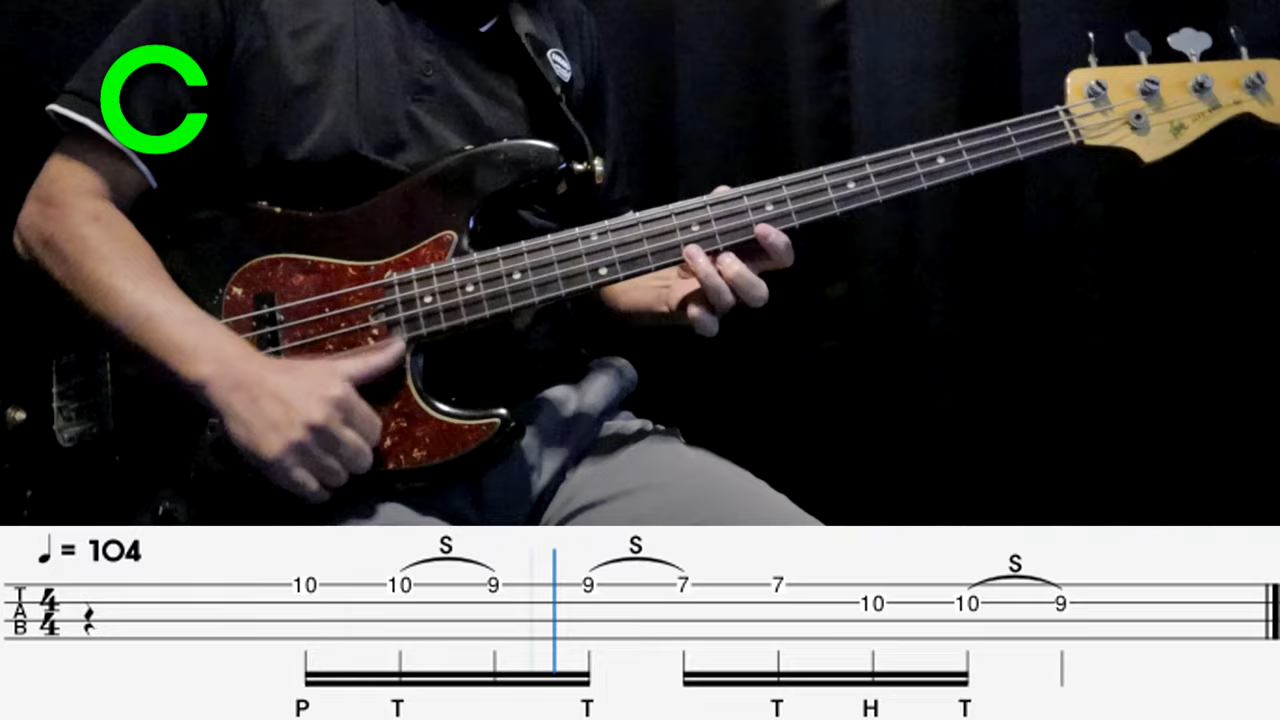 C
♩ = 104
S S S
10 10 9 9 7 7
10 10 9
T
A
B
4
4
P T T T H T